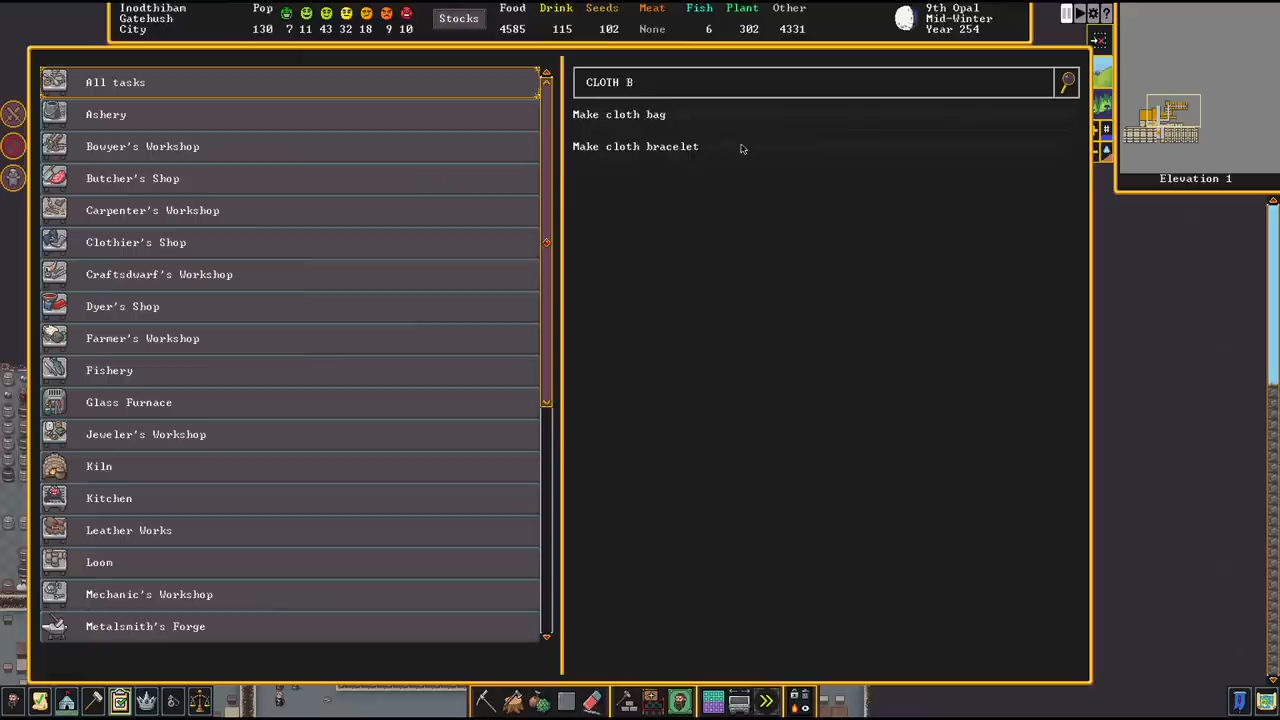 Inodthibam Pop Food Drink Seeds Meat Fish Plant Other 9th Opal
Gatehush Stocks Mid-Winter
City 130 7 11 43 32 18 9 10 4585 115 102 None 6 302 4331 Year 254
All tasks
Ashery
Bowyer's Workshop
Butcher's Shop
Carpenter's Workshop
Clothier's Shop
Craftsdwarf's Workshop
Dyer's Shop
Farmer's Workshop
Fishery
Glass Furnace
Jeweler's Workshop
Kiln
Kitchen
Leather Works
Loom
Mechanic's Workshop
Metalsmith's Forge
CLOTH B
Make cloth bag
Make cloth bracelet
Elevation 1